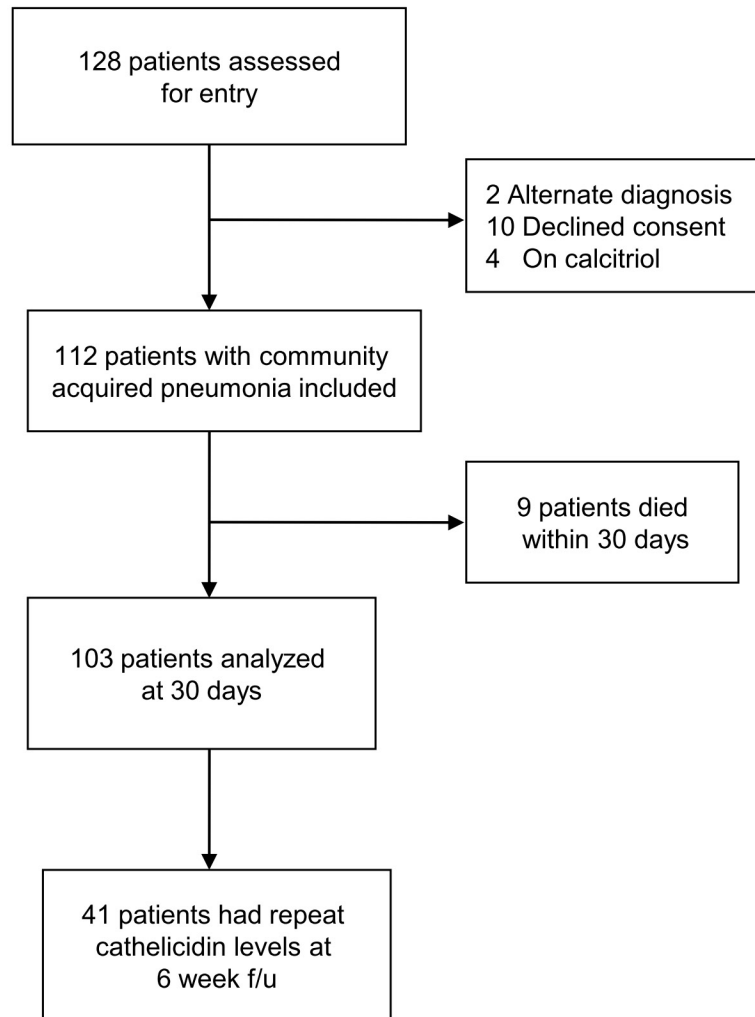 128 patients assessed
for entry
2 Alternate diagnosis
10 Declined consent
4 On calcitriol
112 patients with community
acquired pneumonia included
9 patients died
within 30 days
103 patients analyzed
at 30 days
41 patients had repeat
cathelicidin levels at
6 week f/u